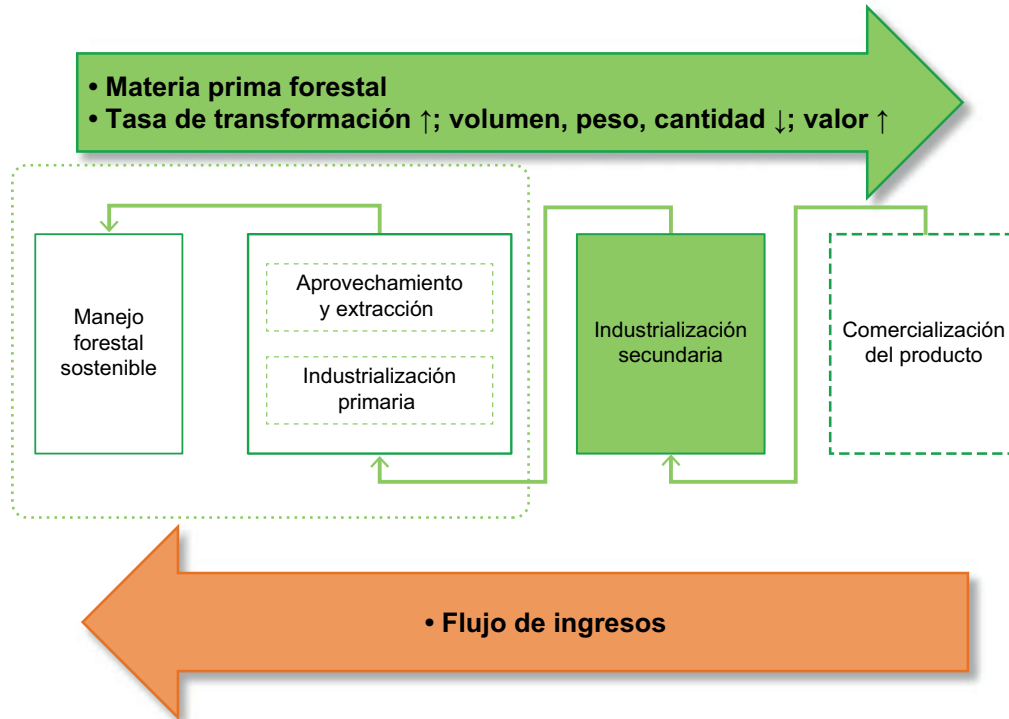 • Materia prima forestal
• Tasa de transformación ↑; volumen, peso, cantidad ↓; valor ↑
Manejo
forestal
sostenible
Aprovechamiento
y extracción
Industrialización
primaria
Industrialización
secundaria
Comercialización
del producto
• Flujo de ingresos